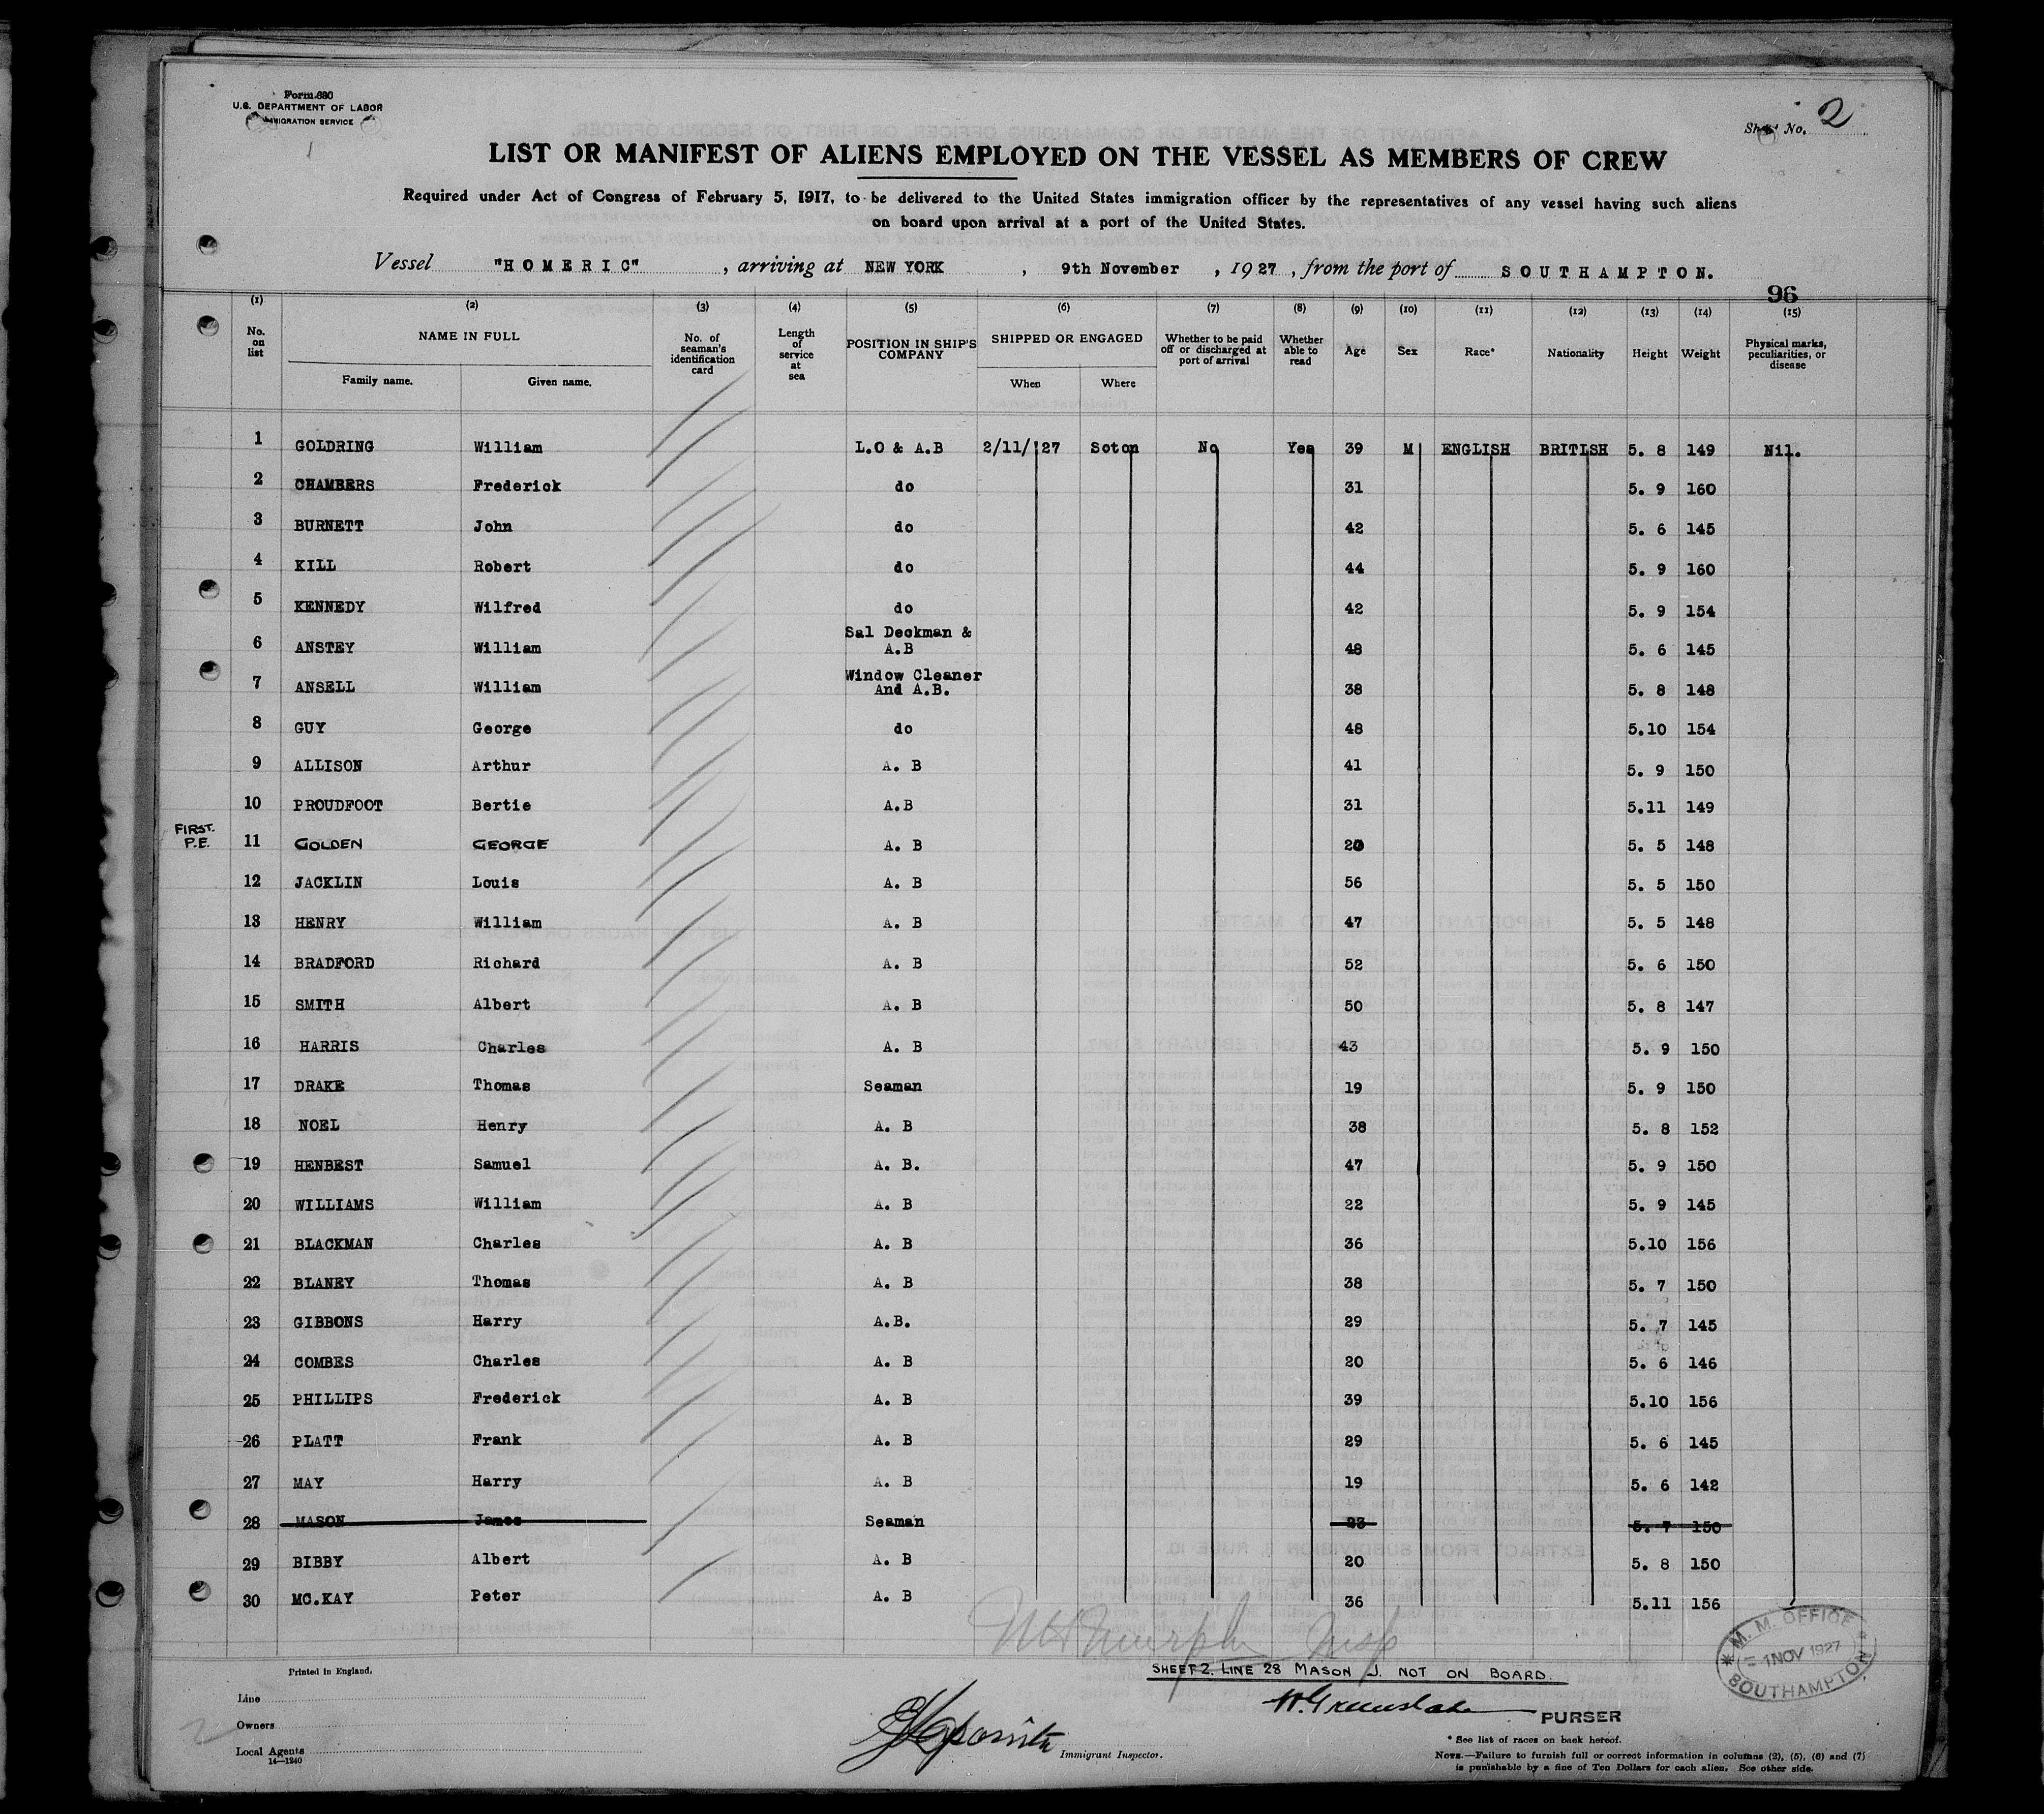 Form 680
U.S. DEPARTMENT OF LABOR
IMMIGRATION SERVICE
Sheet No. 2
LIST OR MANIFEST OF ALIENS EMPLOYED ON THE VESSEL AS MEMBERS OF CREW
Required under Act of Congress of February 5, 1917, to be delivered to the United States immigration officer by the representatives of any vessel having such aliens
on board upon arrival at a port of the United States.
Vessel "HOMERIC" , arriving at NEW YORK , 9th November , 1927 , from the port of SOUTHAMPTON.
96
(1) (2) (3) (4) (5) (6) (7) (8) (9) (10) (11) (12) (13) (14) (15)
No. on list NAME IN FULL Family name. Given name. No. of seaman's identification card Length of service at sea POSITION IN SHIP'S COMPANY SHIPPED OR ENGAGED When Where Whether to be paid off or discharged at port of arrival Whether able to read Age Sex Race* Nationality Height Weight Physical marks, peculiarities, or disease
1 GOLDRING William L.O & A.B 2/11/27 Soton No Yes 39 M ENGLISH BRITISH 5. 8 149 Nil.
2 CHAMBERS Frederick do 31 5. 9 160
3 BURNETT John do 42 5. 6 145
4 KILL Robert do 44 5. 9 160
5 KENNEDY Wilfred do 42 5. 9 154
6 ANSTEY William Sal Deckman & A.B 48 5. 6 145
7 ANSELL William Window Cleaner And A.B. 38 5. 8 148
8 GUY George do 48 5.10 154
9 ALLISON Arthur A. B 41 5. 9 150
10 PROUDFOOT Bertie A.B 31 5.11 149
FIRST. P.E. 11 GOLDEN GEORGE A. B 5. 5 148
12 JACKLIN Louis A. B 56 5. 5 150
13 HENRY William A. B 47 5. 5 148
14 BRADFORD Richard A. B 52 5. 6 150
15 SMITH Albert A. B 50 5. 8 147
16 HARRIS Charles A. B 43 5. 9 150
17 DRAKE Thomas Seaman 19 5. 9 150
18 NOEL Henry A. B 38 5. 8 152
19 HENBEST Samuel A. B. 47 5. 9 150
20 WILLIAMS William A. B 22 5. 9 145
21 BLACKMAN Charles A. B 36 5.10 156
22 BLANEY Thomas A. B 38 5. 7 150
23 GIBBONS Harry A.B. 29 5. 7 145
24 COMBES Charles A. B 20 5. 6 146
25 PHILLIPS Frederick A. B 39 5.10 156
26 PLATT Frank A. B 29 5. 6 145
27 MAY Harry A. B 19 5. 6 142
28 MASON James Seaman 23 5. 7 150
29 BIBBY Albert A. B 20 5. 8 150
30 MC.KAY Peter A. B 36 5.11 156
M. M. OFFICE
1 NOV 1927
SOUTHAMPTON
Printed in England.
SHEET 2. LINE 28 MASON J. NOT ON BOARD.
Line
Owners
PURSER
Local Agents
14—1240
Immigrant Inspector.
* See list of races on back hereof.
NOTE.—Failure to furnish full or correct information in columns (2), (5), (6) and (7)
is punishable by a fine of Ten Dollars for each alien. See other side.